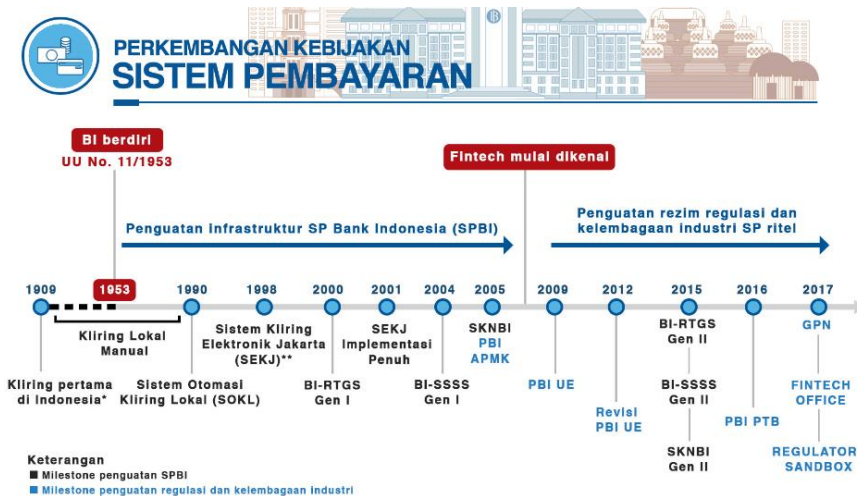 PERKEMBANGAN KEBIJAKAN
SISTEM PEMBAYARAN
BI berdiri
UU No. 11/1953
Fintech mulai dikenal
Penguatan infrastruktur SP Bank Indonesia (SPBI)
Penguatan rezim regulasi dan
kelembagaan industri SP ritel
1909
1953
1990
1998
2000
2001
2004
2005
2009
2012
2015
2016
2017
Kliring Lokal
Manual
Kliring pertama
di Indonesia*
Sistem Otomasi
Kliring Lokal (SOKL)
Sistem Kliring
Elektronik Jakarta
(SEKJ)**
BI-RTGS
Gen I
SEKJ
Implementasi
Penuh
BI-SSSS
Gen I
SKNBI
PBI
APMK
PBI UE
Revisi
PBI UE
BI-RTGS
Gen II
BI-SSSS
Gen II
SKNBI
Gen II
PBI PTB
GPN
FINTECH
OFFICE
REGULATOR
SANDBOX
Keterangan
Milestone penguatan SPBI
Milestone penguatan regulasi dan kelembagaan industri